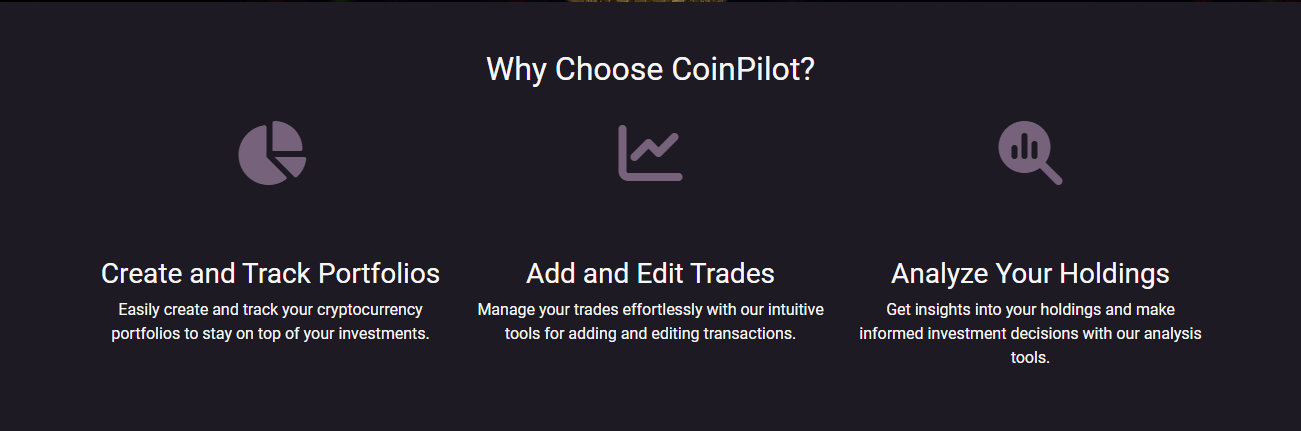 Why Choose CoinPilot?
Create and Track Portfolios
Easily create and track your cryptocurrency
portfolios to stay on top of your investments.
Add and Edit Trades
Manage your trades effortlessly with our intuitive
tools for adding and editing transactions.
Analyze Your Holdings
Get insights into your holdings and make
informed investment decisions with our analysis
tools.